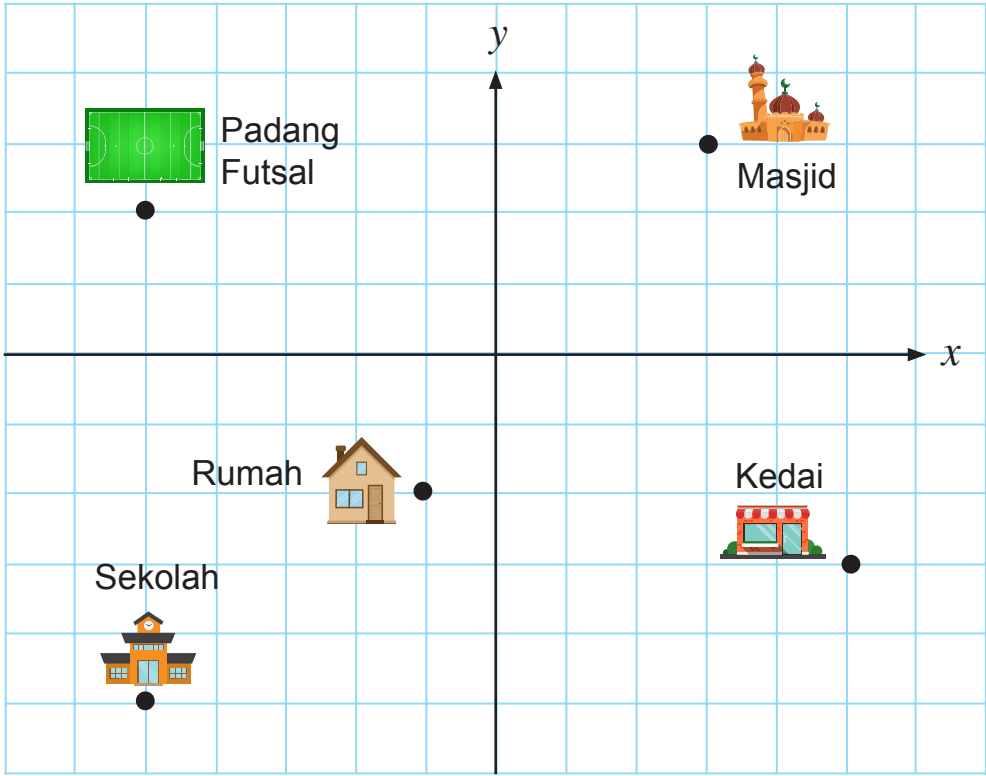 y
Padang
Futsal
Masjid
x
Rumah
Kedai
Sekolah